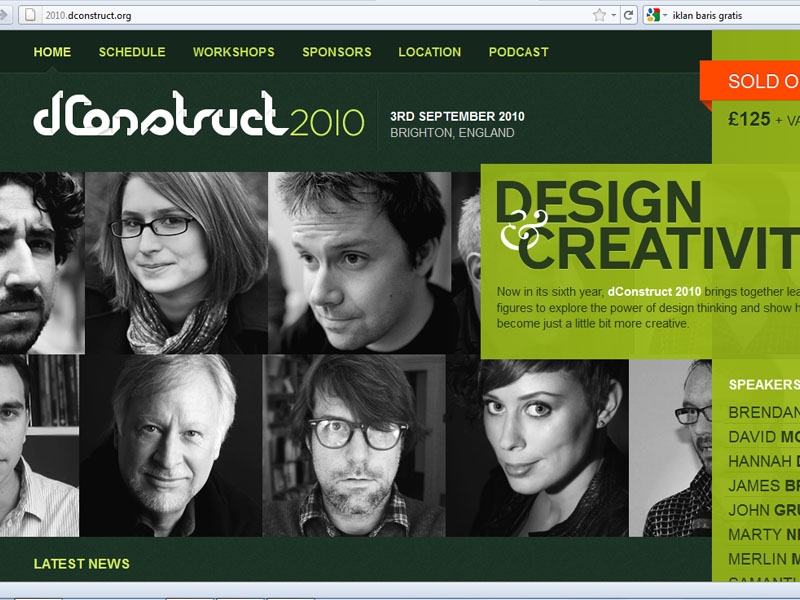 2010.dconstruct.org
iklan baris gratis
HOME SCHEDULE WORKSHOPS SPONSORS LOCATION PODCAST
dConstruct 2010
3RD SEPTEMBER 2010
BRIGHTON, ENGLAND
SOLD O
£125 + VA
DESIGN
& CREATIVIT
Now in its sixth year, dConstruct 2010 brings together lea
figures to explore the power of design thinking and show h
become just a little bit more creative.
SPEAKERS
BRENDAN
DAVID MO
HANNAH D
JAMES BR
JOHN GRU
MARTY NE
MERLIN M
SAMANTH
LATEST NEWS